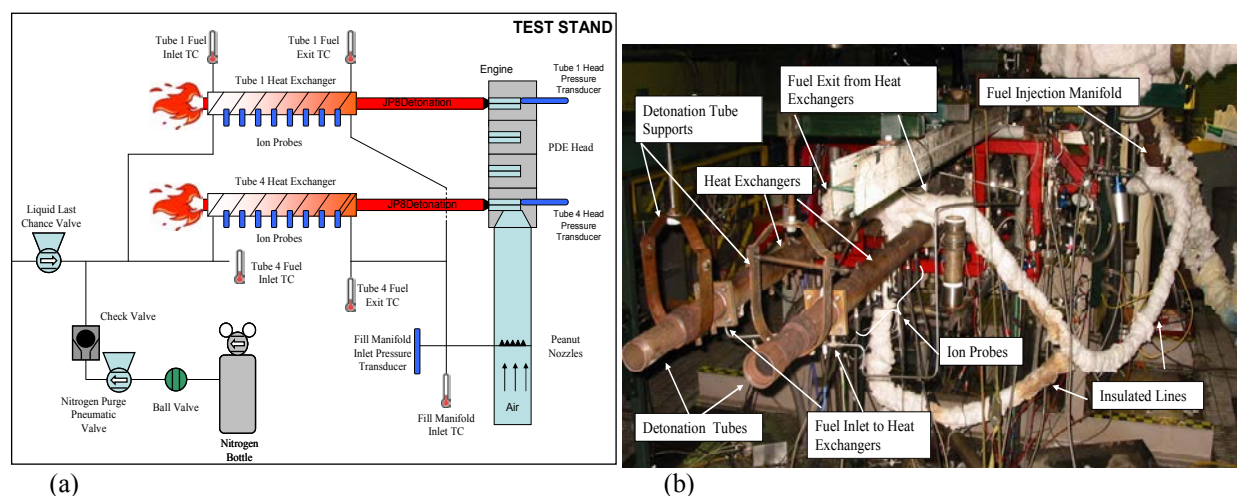 TEST STAND
Tube 1 Fuel
Inlet TC
Tube 1 Fuel
Exit TC
Tube 1 Heat Exchanger
Engine
Tube 1 Head
Pressure
Transducer
JP8Detonation
Ion Probes
PDE Head
Tube 4 Heat Exchanger
JP8Detonation
Tube 4 Head
Pressure
Transducer
Liquid Last
Chance Valve
Ion Probes
Tube 4 Fuel
Inlet TC
Tube 4 Fuel
Exit TC
Check Valve
Fill Manifold
Inlet Pressure
Transducer
Peanut
Nozzles
Nitrogen Purge
Pneumatic
Valve
Ball Valve
Air
Fill Manifold
Inlet TC
Nitrogen
Bottle
(a)
Fuel Exit from Heat
Exchangers
Fuel Injection Manifold
Detonation Tube
Supports
Heat Exchangers
Ion Probes
Insulated Lines
Detonation Tubes
Fuel Inlet to Heat
Exchangers
(b)